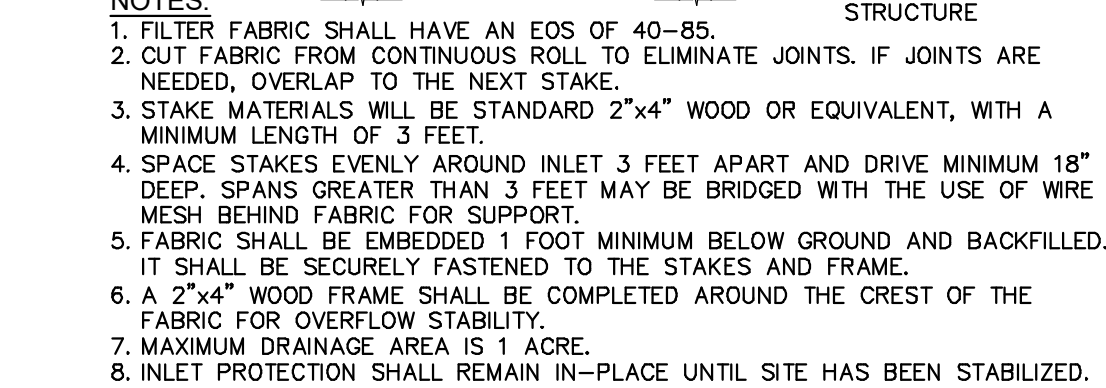 NOTES:
STRUCTURE
1. FILTER FABRIC SHALL HAVE AN EOS OF 40-85.
2. CUT FABRIC FROM CONTINUOUS ROLL TO ELIMINATE JOINTS. IF JOINTS ARE
NEEDED, OVERLAP TO THE NEXT STAKE.
3. STAKE MATERIALS WILL BE STANDARD 2"x4" WOOD OR EQUIVALENT, WITH A
MINIMUM LENGTH OF 3 FEET.
4. SPACE STAKES EVENLY AROUND INLET 3 FEET APART AND DRIVE MINIMUM 18"
DEEP. SPANS GREATER THAN 3 FEET MAY BE BRIDGED WITH THE USE OF WIRE
MESH BEHIND FABRIC FOR SUPPORT.
5. FABRIC SHALL BE EMBEDDED 1 FOOT MINIMUM BELOW GROUND AND BACKFILLED.
IT SHALL BE SECURELY FASTENED TO THE STAKES AND FRAME.
6. A 2"x4" WOOD FRAME SHALL BE COMPLETED AROUND THE CREST OF THE
FABRIC FOR OVERFLOW STABILITY.
7. MAXIMUM DRAINAGE AREA IS 1 ACRE.
8. INLET PROTECTION SHALL REMAIN IN-PLACE UNTIL SITE HAS BEEN STABILIZED.